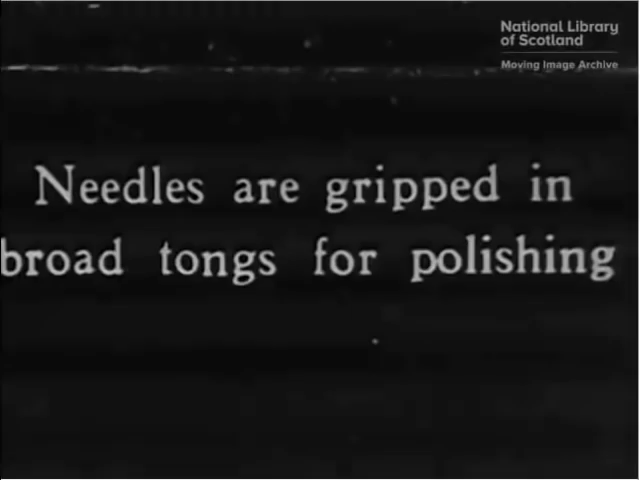 National Library
of Scotland
Moving Image Archive
Needles are gripped in
broad tongs for polishing